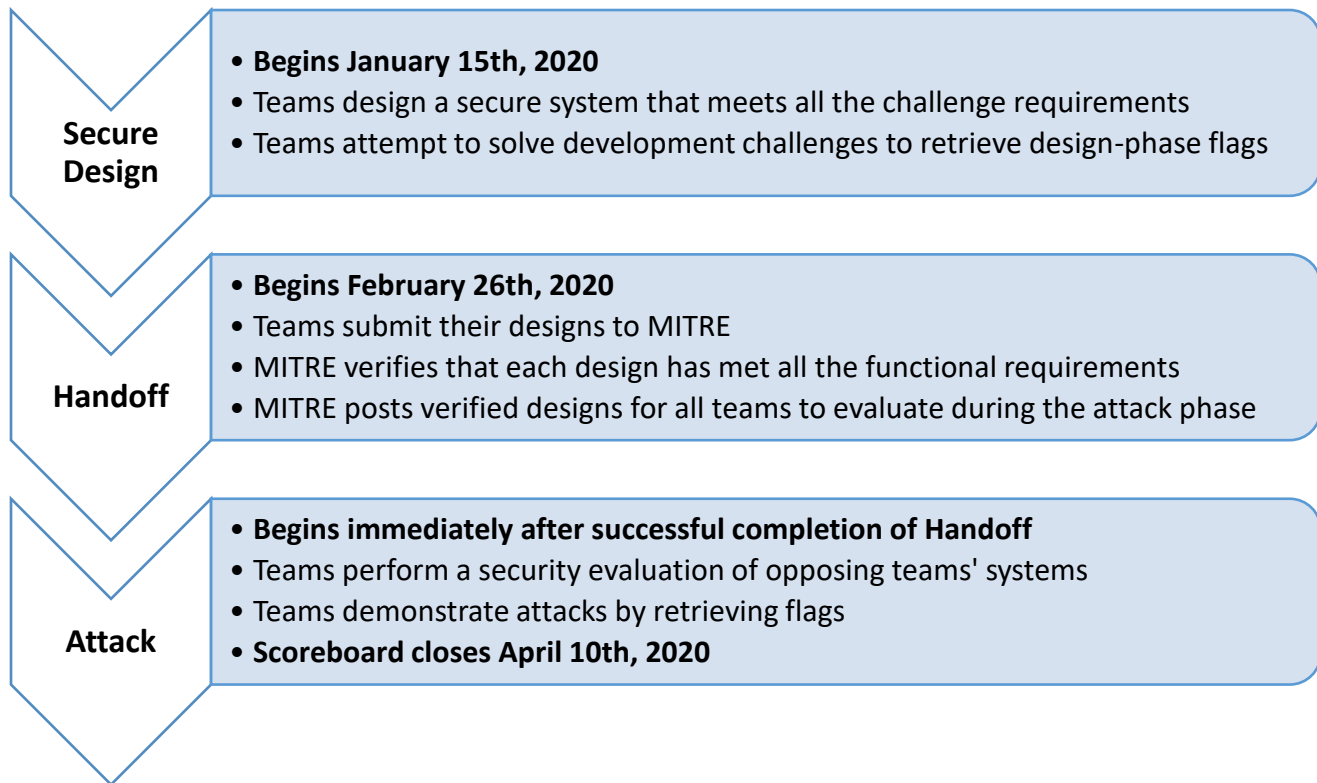 Secure
Design
• Begins January 15th, 2020
• Teams design a secure system that meets all the challenge requirements
• Teams attempt to solve development challenges to retrieve design-phase flags
Handoff
• Begins February 26th, 2020
• Teams submit their designs to MITRE
• MITRE verifies that each design has met all the functional requirements
• MITRE posts verified designs for all teams to evaluate during the attack phase
Attack
• Begins immediately after successful completion of Handoff
• Teams perform a security evaluation of opposing teams' systems
• Teams demonstrate attacks by retrieving flags
• Scoreboard closes April 10th, 2020